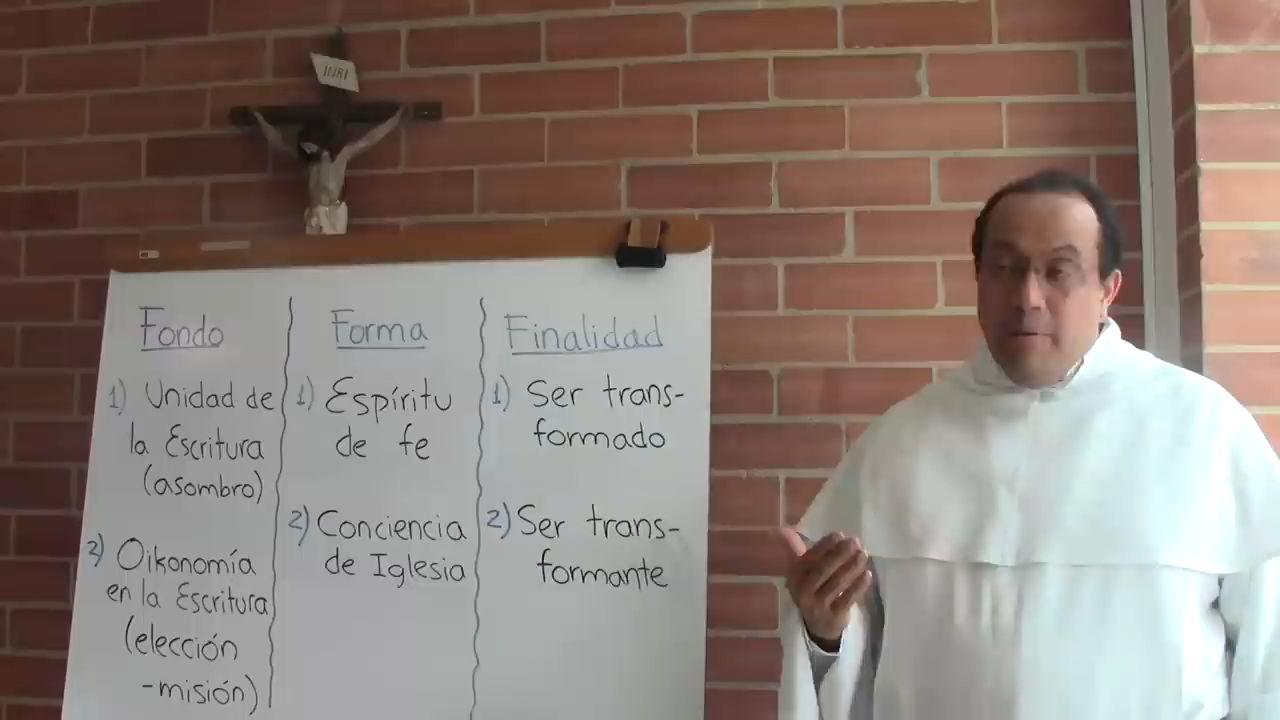 INRI
Fondo
1) Unidad de
la Escritura
(asombro)
2) Oikonomía
en la Escritura
(elección
-misión)
Forma
1) Espíritu
de fe
2) Conciencia
de Iglesia
Finalidad
1) Ser trans-
formado
2) Ser trans-
formante